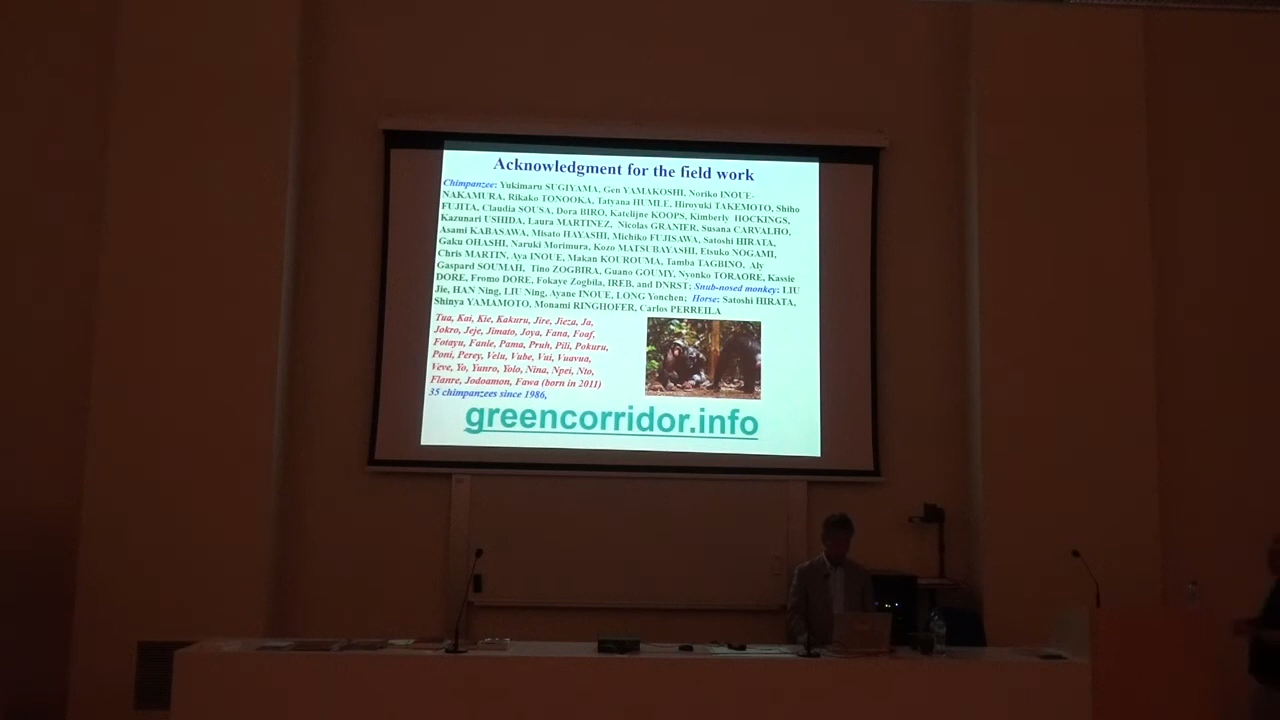 Acknowledgment for the field work
Chimpanzee: Yukimaru SUGIYAMA, Gen YAMAKOSHI, Noriko INOUE-
NAKAMURA, Rikako TONOOKA, Tatyana HUMLE, Hiroyuki TAKEMOTO, Shiho
FUJITA, Claudia SOUSA, Dora BIRO, Katelijne KOOPS, Kimberly HOCKINGS,
Kazunari USHIDA, Laura MARTINEZ, Nicolas GRANIER, Susana CARVALHO,
Asami KABASAWA, Misato HAYASHI, Michiko FUJISAWA, Satoshi HIRATA,
Gaku OHASHI, Naruki Morimura, Kozo MATSUBAYASHI, Etsuko NOGAMI,
Chris MARTIN, Aya INOUE, Makan KOUROUMA, Tamba TAGBINO, Aly
Gaspard SOUMAH, Tino ZOGBIRA, Guano GOUMY, Nyonko TORAORE, Kassie
DORE, Fromo DORE, Fokaye Zogbila, IREB, and DNRST; Snub-nosed monkey: LIU
Jie, HAN Ning, LIU Ning, Ayane INOUE, LONG Yonchen; Horse: Satoshi HIRATA,
Shinya YAMAMOTO, Monami RINGHOFER, Carlos PERREILA
Tua, Kai, Kie, Kakuru, Jire, Jieza, Ja,
Jokro, Jeje, Jimato, Joya, Fana, Foaf,
Fotayu, Fanle, Pama, Pruh, Pili, Pokuru,
Poni, Perey, Velu, Vube, Vui, Vuavua,
Veve, Yo, Yunro, Yolo, Nina, Npei, Nto,
Flanre, Jodoamon, Fawa (born in 2011)
35 chimpanzees since 1986,
greencorridor.info